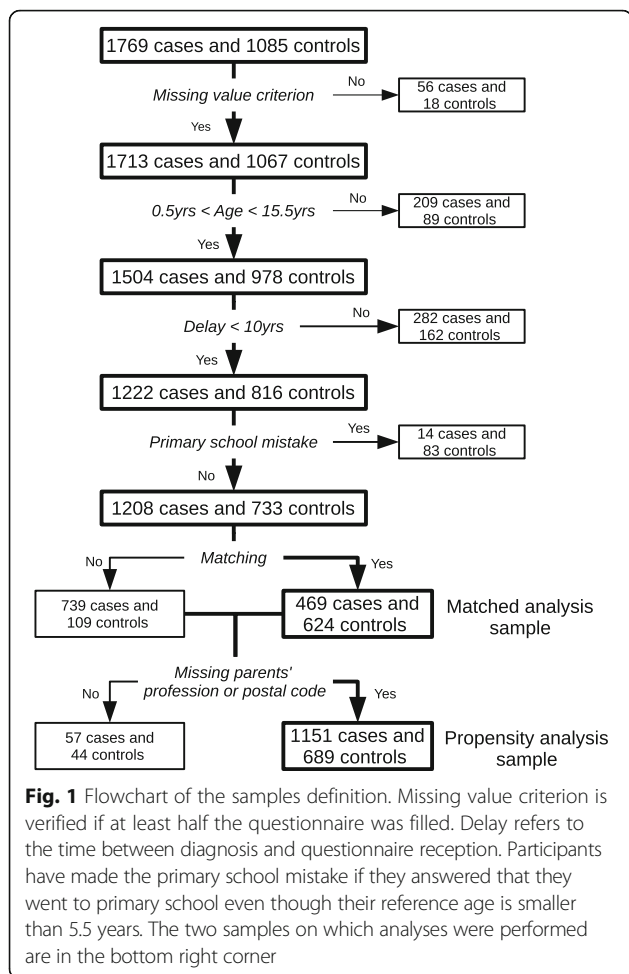 1769 cases and 1085 controls
No
Missing value criterion
56 cases and
18 controls
Yes
1713 cases and 1067 controls
No
0.5yrs < Age < 15.5yrs
209 cases and
89 controls
Yes
1504 cases and 978 controls
No
Delay < 10yrs
282 cases and
162 controls
Yes
1222 cases and 816 controls
Yes
Primary school mistake
14 cases and
83 controls
No
1208 cases and 733 controls
No
Matching
Yes
739 cases and
109 controls
469 cases and
624 controls
Matched analysis
sample
Missing parents'
profession or postal code
No
Yes
57 cases and
44 controls
1151 cases and
689 controls
Propensity analysis
sample
Fig. 1 Flowchart of the samples definition. Missing value criterion is
verified if at least half the questionnaire was filled. Delay refers to
the time between diagnosis and questionnaire reception. Participants
have made the primary school mistake if they answered that they
went to primary school even though their reference age is smaller
than 5.5 years. The two samples on which analyses were performed
are in the bottom right corner